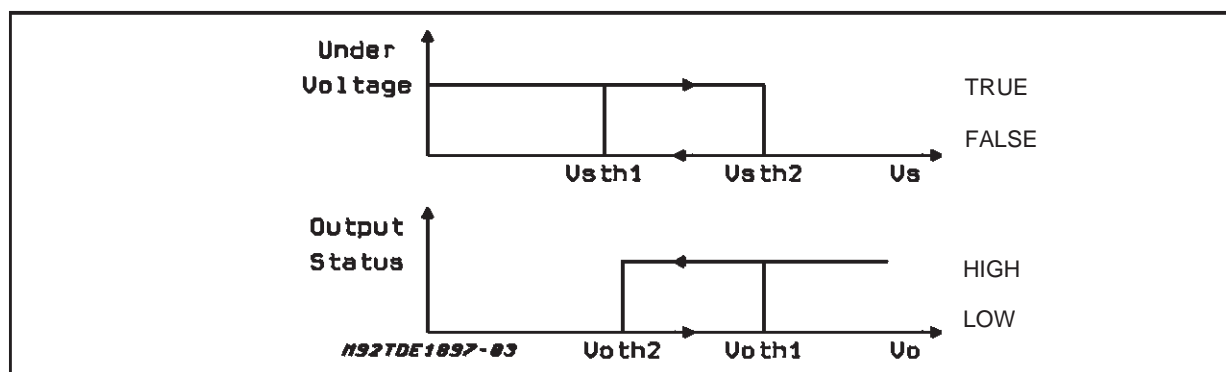 Under
Voltage
TRUE
FALSE
Vsth1 Vsth2 Vs
Output
Status
HIGH
LOW
M92TDE1897-03 Voth2 Voth1 Vo